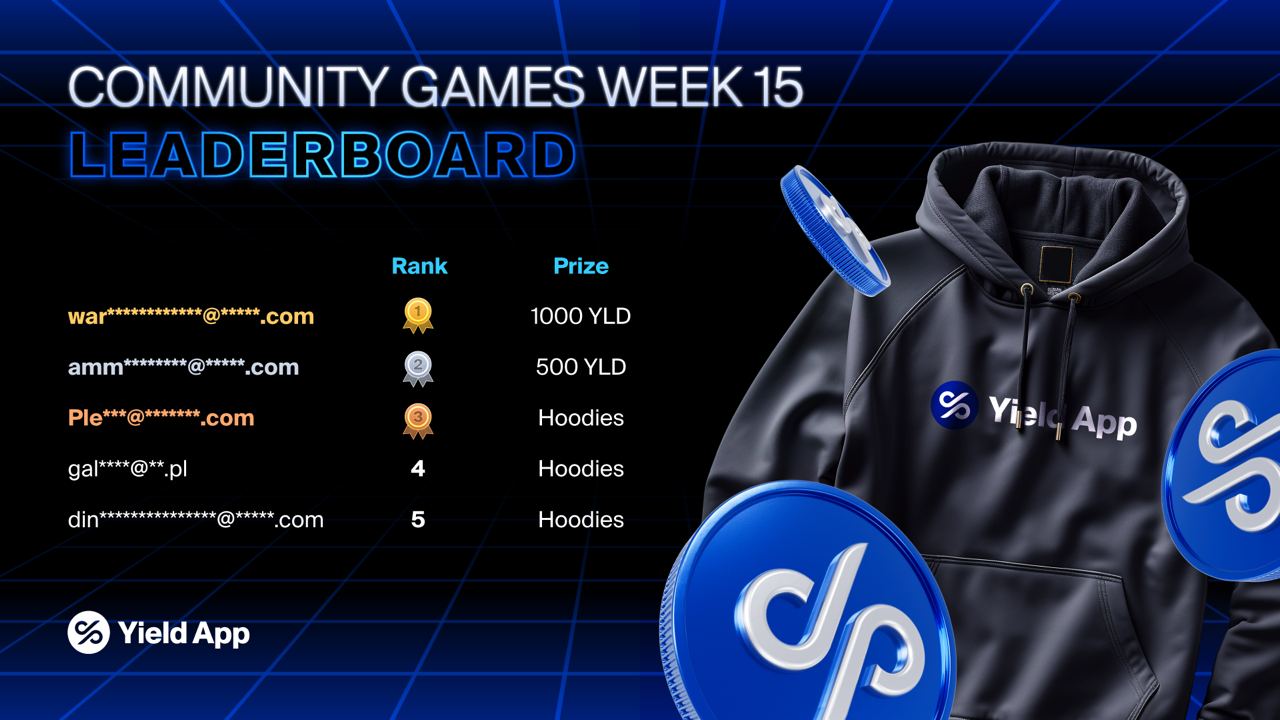 COMMUNITY GAMES WEEK 15
LEADERBOARD
Rank Prize
war************@*****.com 1 1000 YLD
amm********@*****.com 2 500 YLD
Ple***@*******.com 3 Hoodies
gal****@**.pl 4 Hoodies
din***************@*****.com 5 Hoodies
Yield App
Yield App